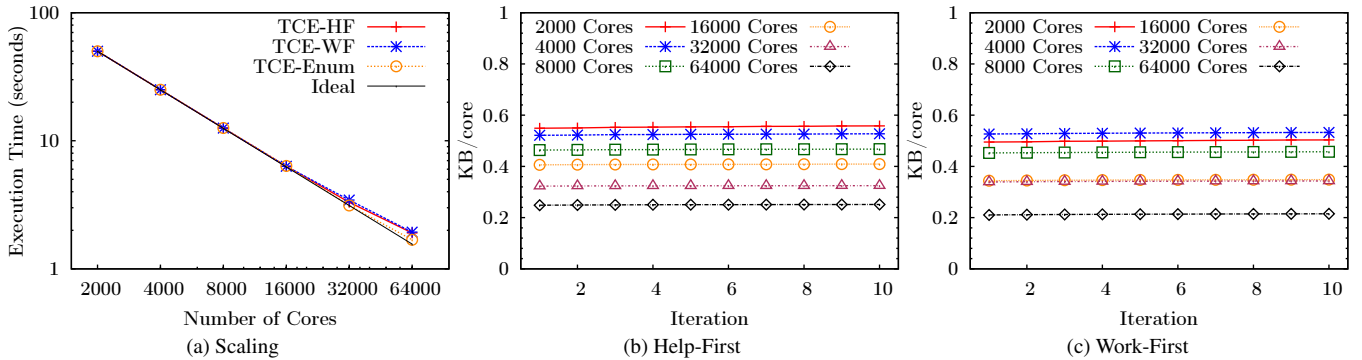 100
10
1
Execution Time (seconds)
TCE-HF
TCE-WF
TCE-Enum
Ideal
2000 4000 8000 16000 32000 64000
Number of Cores
(a) Scaling
1
0.8
0.6
0.4
0.2
0
KB/core
2000 Cores 16000 Cores
4000 Cores 32000 Cores
8000 Cores 64000 Cores
2 4 6 8 10
Iteration
(b) Help-First
1
0.8
0.6
0.4
0.2
0
KB/core
2000 Cores 16000 Cores
4000 Cores 32000 Cores
8000 Cores 64000 Cores
2 4 6 8 10
Iteration
(c) Work-First